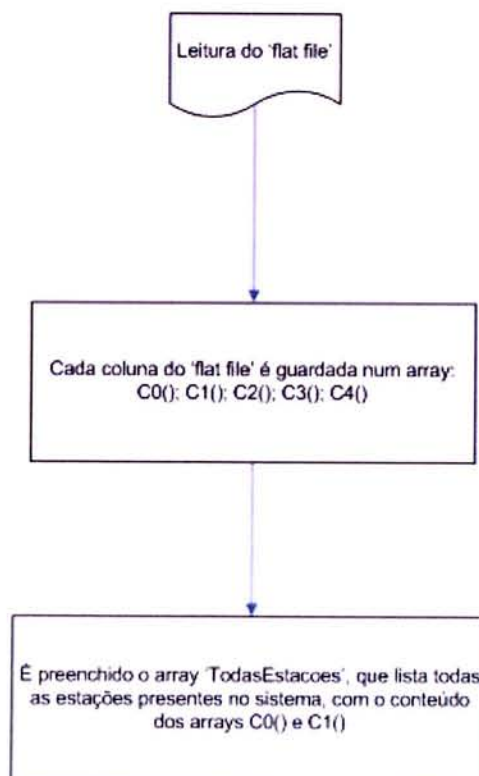 Leitura do 'flat file'
Cada coluna do 'flat file' é guardada num array:
C0(); C1(); C2(); C3(); C4()
É preenchido o array 'TodasEstacoes', que lista todas
as estações presentes no sistema, com o conteúdo
dos arrays C0() e C1()